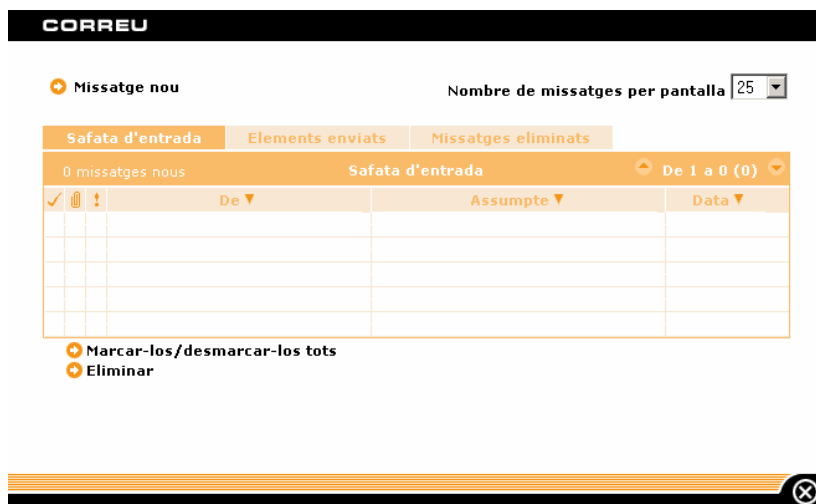 CORREU
Missatge nou
Nombre de missatges per pantalla 25
Safata d'entrada Elements enviats Missatges eliminats
0 missatges nous Safata d'entrada De 1 a 0 (0)
De Assumpte Data
Marcar-los/desmarcar-los tots
Eliminar